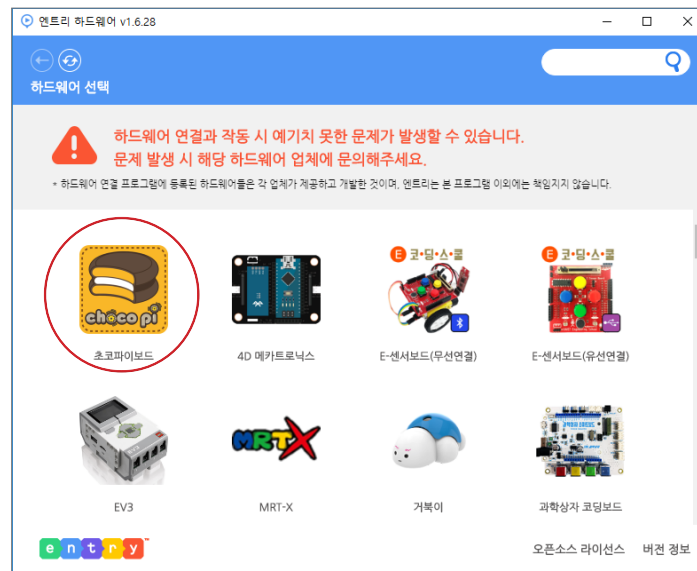 엔트리 하드웨어 v1.6.28
하드웨어 선택
하드웨어 연결과 작동 시 예기치 못한 문제가 발생할 수 있습니다.
문제 발생 시 해당 하드웨어 업체에 문의해주세요.
* 하드웨어 연결 프로그램에 등록된 하드웨어들은 각 업체가 제공하고 개발한 것이며, 엔트리는 본 프로그램 이외에는 책임지지 않습니다.
choco pi
E 코·딩·스·쿨
E 코·딩·스·쿨
초코파이보드
4D 메카트로닉스
E-센서보드(무선연결)
E-센서보드(유선연결)
MRT X
EV3
MRT-X
거북이
과학상자 코딩보드
entry™
오픈소스 라이선스
버전 정보